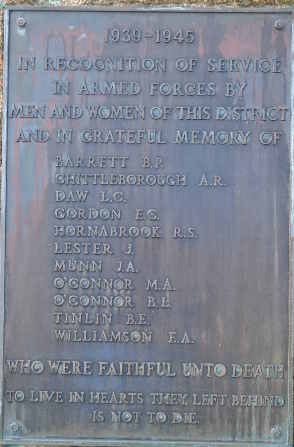 1939-1945
IN RECOGNITION OF SERVICE
IN ARMED FORCES BY
MEN AND WOMEN OF THIS DISTRICT
AND IN GRATEFUL MEMORY OF
BARRETT B.P.
CHITTLEBOROUGH A.R.
DAW L.C.
GORDON E.G.
HORNABROOK R.S.
LESTER J.
MUNN J.A.
O'CONNOR M.A.
O'CONNOR B.L.
TINLIN B.E.
WILLIAMSON E.A.
WHO WERE FAITHFUL UNTO DEATH
TO LIVE IN HEARTS THEY LEFT BEHIND
IS NOT TO DIE.